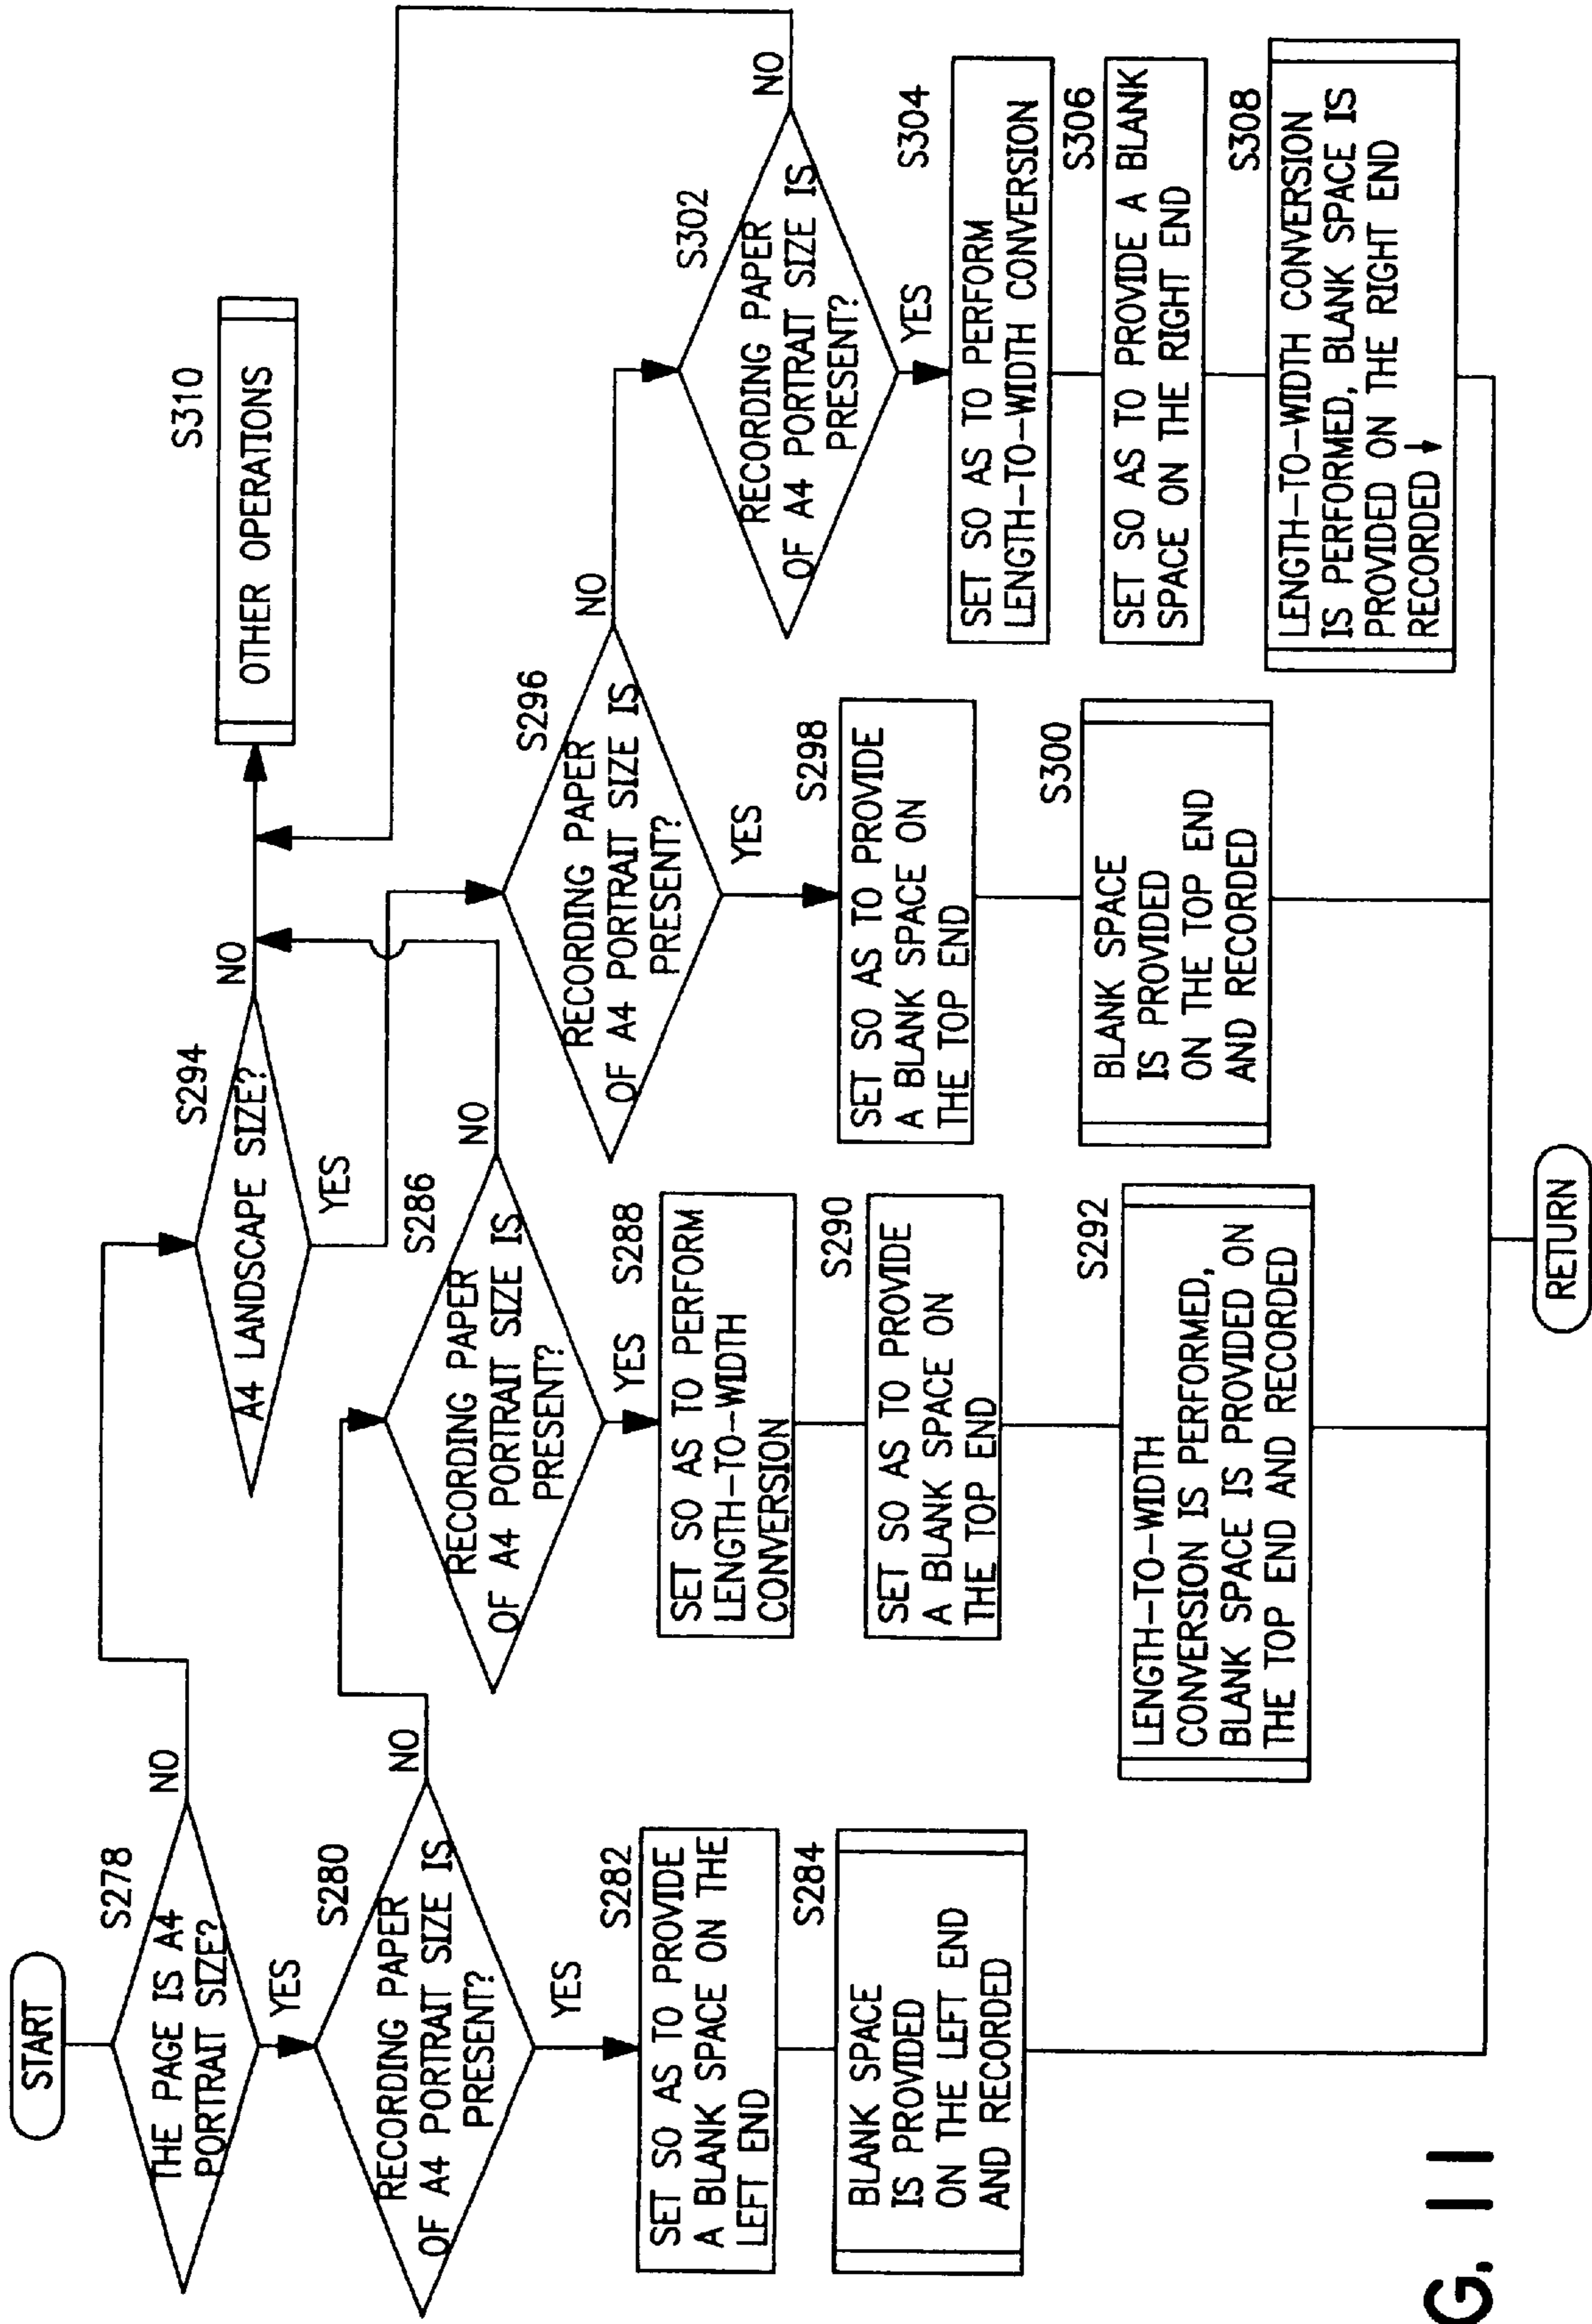 START
S278
THE PAGE IS A4
PORTRAIT SIZE?
NO
YES
S280
RECORDING PAPER
OF A4 PORTRAIT SIZE IS
PRESENT?
NO
YES
S282
SET SO AS TO PROVIDE
A BLANK SPACE ON THE
LEFT END
S284
BLANK SPACE
IS PROVIDED
ON THE LEFT END
AND RECORDED
S286
RECORDING PAPER
OF A4 PORTRAIT SIZE IS
PRESENT?
NO
YES
S288
SET SO AS TO PERFORM
LENGTH-TO-WIDTH
CONVERSION
S290
SET SO AS TO PROVIDE
A BLANK SPACE ON
THE TOP END
S292
LENGTH-TO-WIDTH
CONVERSION IS PERFORMED,
BLANK SPACE IS PROVIDED ON
THE TOP END AND RECORDED
S294
A4 LANDSCAPE SIZE?
NO
YES
S296
RECORDING PAPER
OF A4 PORTRAIT SIZE IS
PRESENT?
NO
YES
S298
SET SO AS TO PROVIDE
A BLANK SPACE ON
THE TOP END
S300
BLANK SPACE
IS PROVIDED
ON THE TOP END
AND RECORDED
S302
RECORDING PAPER
OF A4 PORTRAIT SIZE IS
PRESENT?
NO
YES
S304
SET SO AS TO PERFORM
LENGTH-TO-WIDTH CONVERSION
S306
SET SO AS TO PROVIDE A BLANK
SPACE ON THE RIGHT END
S308
LENGTH-TO-WIDTH CONVERSION
IS PERFORMED, BLANK SPACE IS
PROVIDED ON THE RIGHT END
RECORDED
S310
OTHER OPERATIONS
RETURN
G. 11